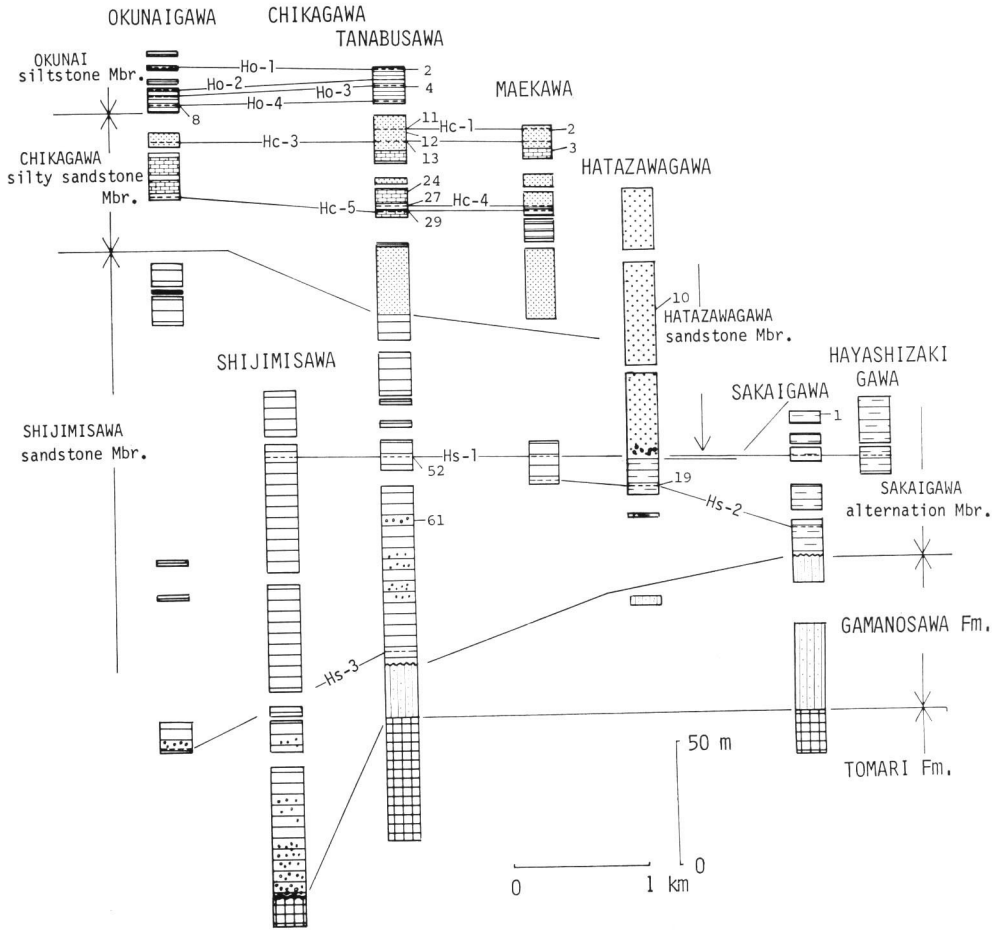 OKUNAIGAWA
CHIKAGAWA
TANABUSAWA
OKUNAI
siltstone Mbr.
Ho-1
Ho-2
Ho-3
Ho-4
8
2
4
MAEKAWA
11
Hc-1
2
12
Hc-3
13
3
CHIKAGAWA
silty sandstone
Mbr.
HATAZAWAGAWA
24
27
Hc-4
Hc-5
29
10
HATAZAWAGAWA
sandstone Mbr.
SHIJIMISAWA
HAYASHIZAKI
GAWA
SAKAIGAWA
1
SHIJIMISAWA
sandstone Mbr.
Hs-1
52
19
Hs-2
SAKAIGAWA
alternation Mbr.
61
GAMANOSAWA Fm.
Hs-3
50 m
TOMARI Fm.
0
0
1 km